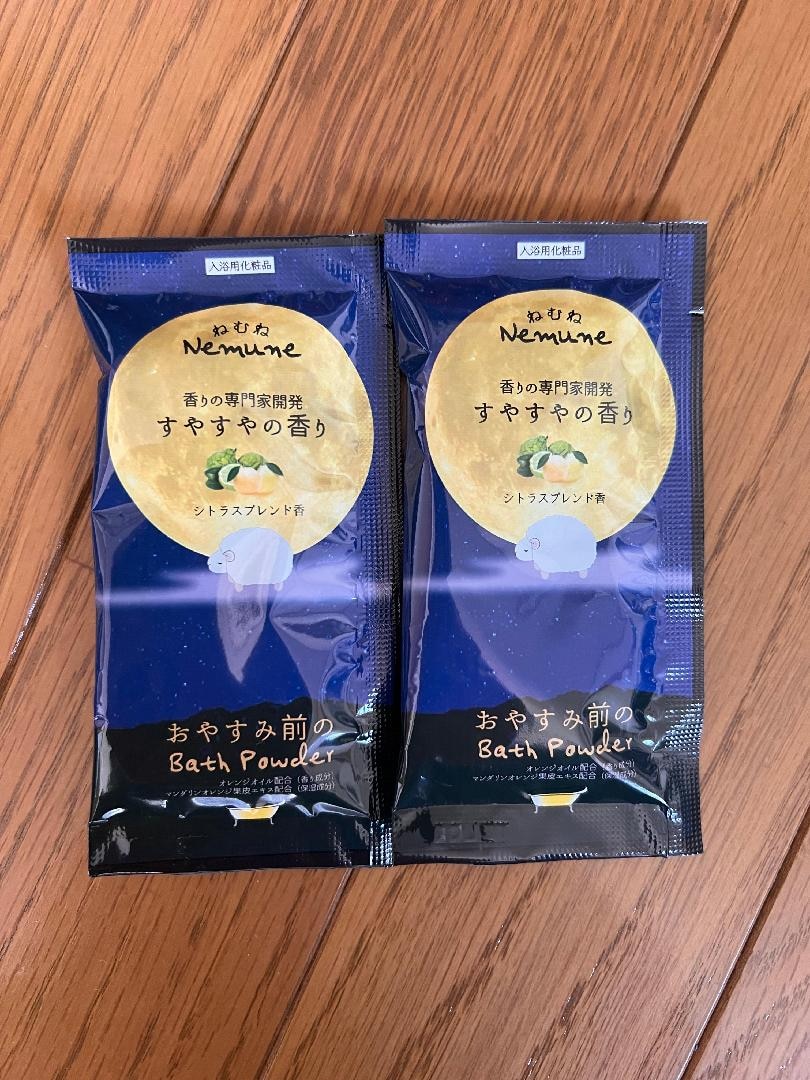 入浴用化粧品
ねむね
Nemune
香りの専門家開発
すやすやの香り
シトラスブレンド香
おやすみ前の
Bath Powder
オレンジオイル配合(香り成分)
マンダリンオレンジ果皮エキス配合(保湿成分)
入浴用化粧品
ねむね
Nemune
香りの専門家開発
すやすやの香り
シトラスブレンド香
おやすみ前の
Bath Powder
オレンジオイル配合(香り成分)
マンダリンオレンジ果皮エキス配合(保湿成分)